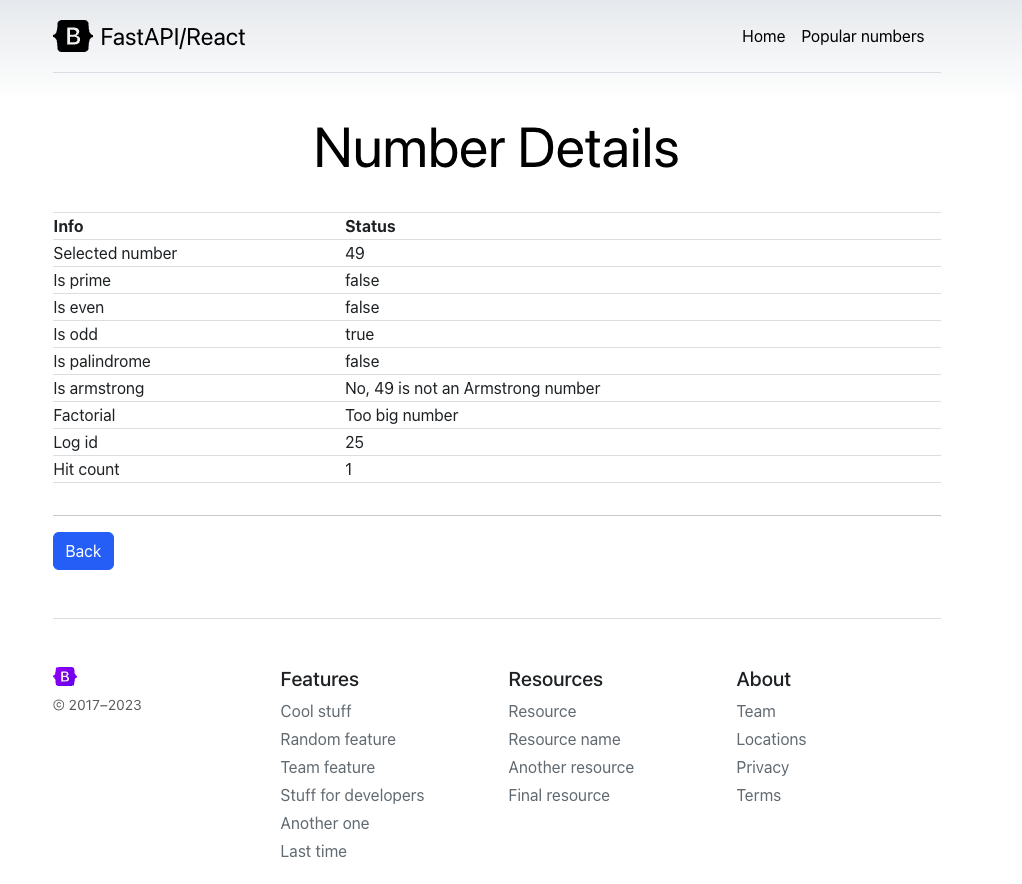 B FastAPI/React Home Popular numbers
Number Details
Info Status
Selected number 49
Is prime false
Is even false
Is odd true
Is palindrome false
Is armstrong No, 49 is not an Armstrong number
Factorial Too big number
Log id 25
Hit count 1
Back
B
© 2017–2023
Features
Cool stuff
Random feature
Team feature
Stuff for developers
Another one
Last time
Resources
Resource
Resource name
Another resource
Final resource
About
Team
Locations
Privacy
Terms